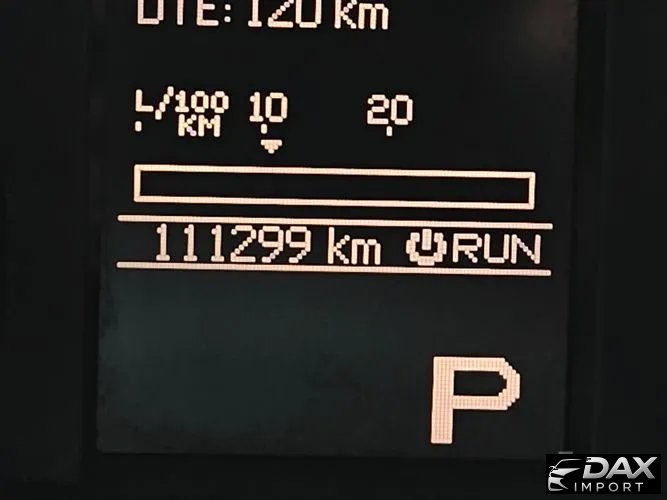 DTE: 120 km
L/100 10 20
KM
111299 km RUN
P
DAX
IMPORT